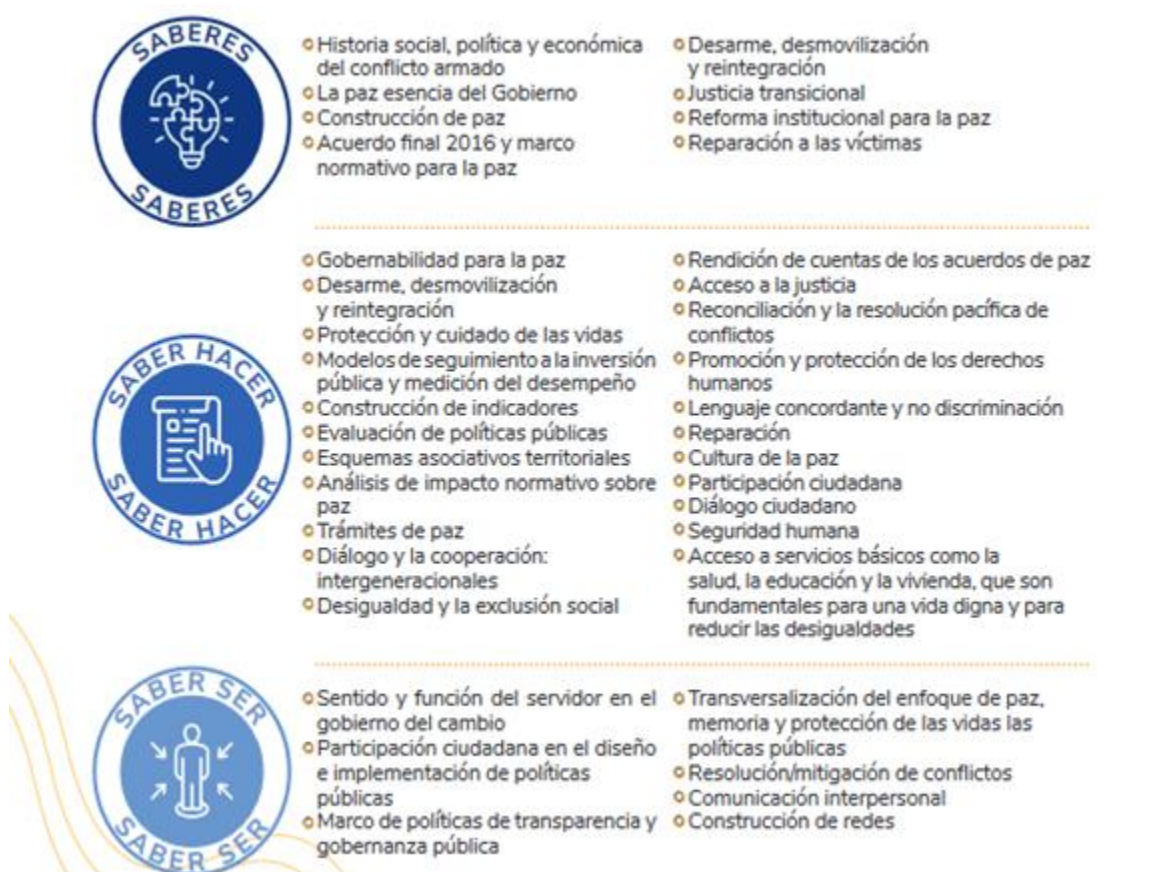 SABERES
SABERES
Historia social, política y económica
del conflicto armado
La paz esencia del Gobierno
Construcción de paz
Acuerdo final 2016 y marco
normativo para la paz
Desarme, desmovilización
y reintegración
Justicia transicional
Reforma institucional para la paz
Reparación a las víctimas
SABER HACER
SABER HACER
Gobernabilidad para la paz
Desarme, desmovilización
y reintegración
Protección y cuidado de las vidas
Modelos de seguimiento a la inversión
pública y medición del desempeño
Construcción de indicadores
Evaluación de políticas públicas
Esquemas asociativos territoriales
Análisis de impacto normativo sobre
paz
Trámites de paz
Diálogo y la cooperación:
intergeneracionales
Desigualdad y la exclusión social
Rendición de cuentas de los acuerdos de paz
Acceso a la justicia
Reconciliación y la resolución pacífica de
conflictos
Promoción y protección de los derechos
humanos
Lenguaje concordante y no discriminación
Reparación
Cultura de la paz
Participación ciudadana
Diálogo ciudadano
Seguridad humana
Acceso a servicios básicos como la
salud, la educación y la vivienda, que son
fundamentales para una vida digna y para
reducir las desigualdades
SABER SER
SABER SER
Sentido y función del servidor en el
gobierno del cambio
Participación ciudadana en el diseño
e implementación de políticas
públicas
Marco de políticas de transparencia y
gobernanza pública
Transversalización del enfoque de paz,
memoria y protección de las vidas las
políticas públicas
Resolución/mitigación de conflictos
Comunicación interpersonal
Construcción de redes